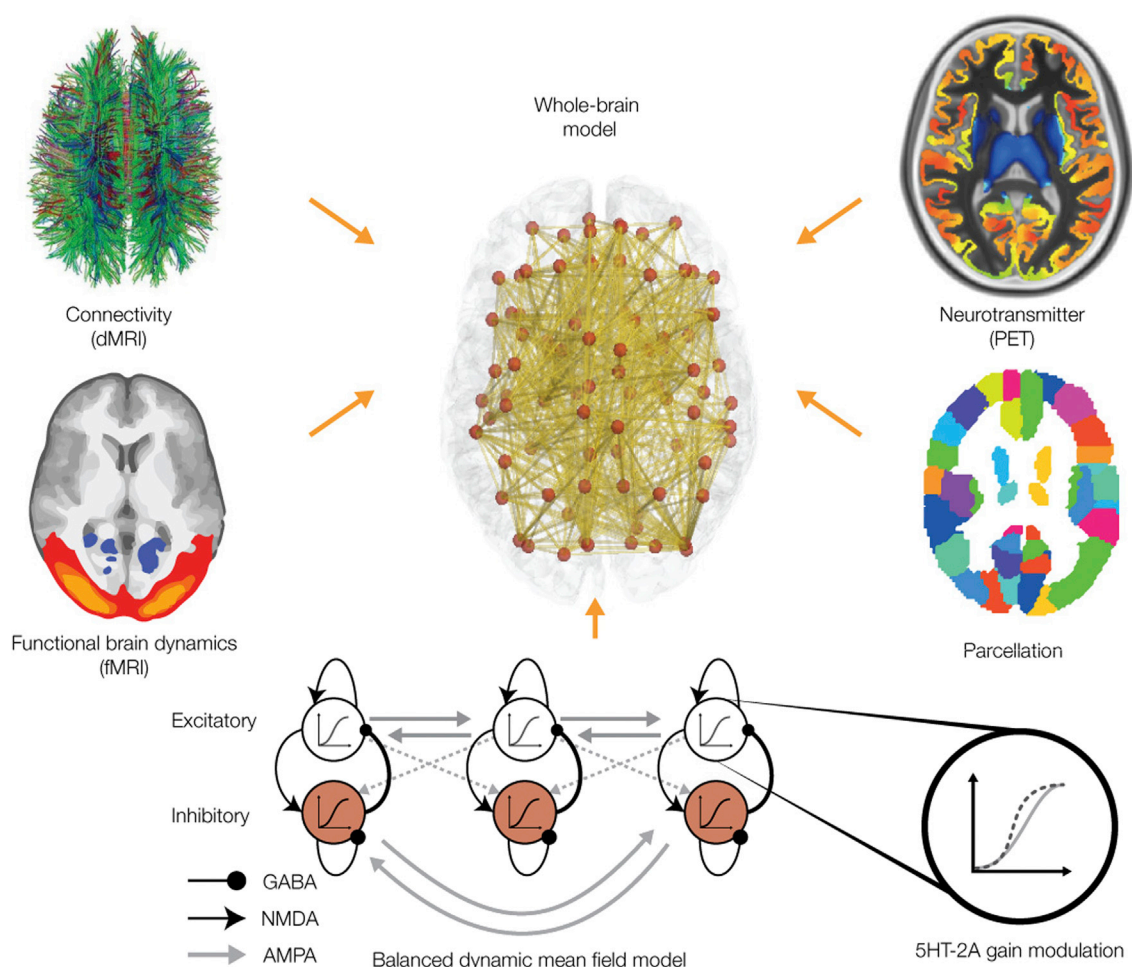 Whole-brain
model
Connectivity
(dMRI)
Neurotransmitter
(PET)
Functional brain dynamics
(fMRI)
Parcellation
Excitatory
Inhibitory
GABA
NMDA
AMPA
Balanced dynamic mean field model
5HT-2A gain modulation